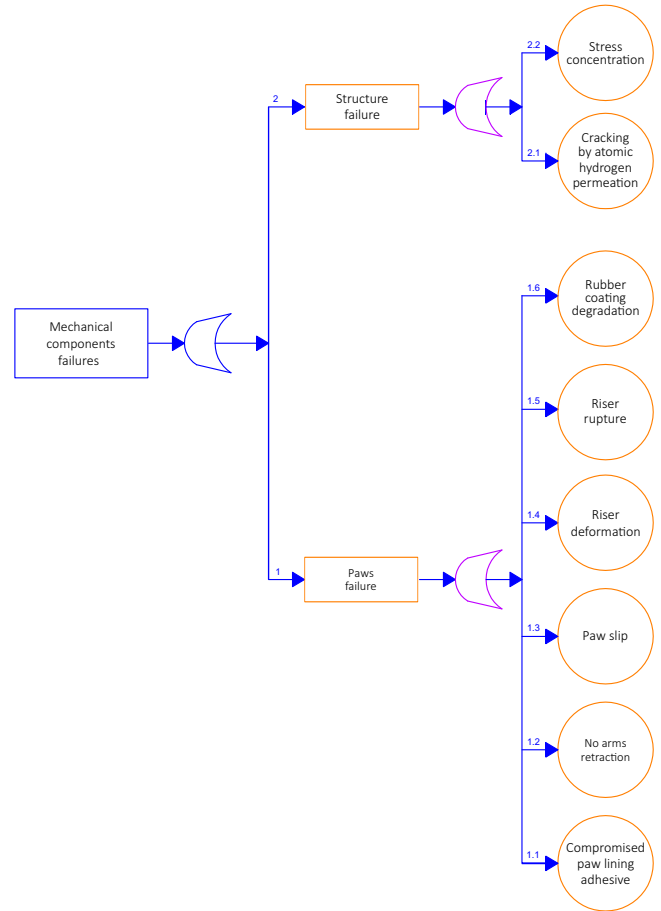 2.2
Stress
concentration
2
Structure
failure
2.1
Cracking
by atomic
hydrogen
permeation
1.6
Rubber
coating
degradation
Mechanical
components
failures
1.5
Riser
rupture
1.4
Riser
deformation
1
Paws
failure
1.3
Paw slip
1.2
No arms
retraction
1.1
Compromised
paw lining
adhesive